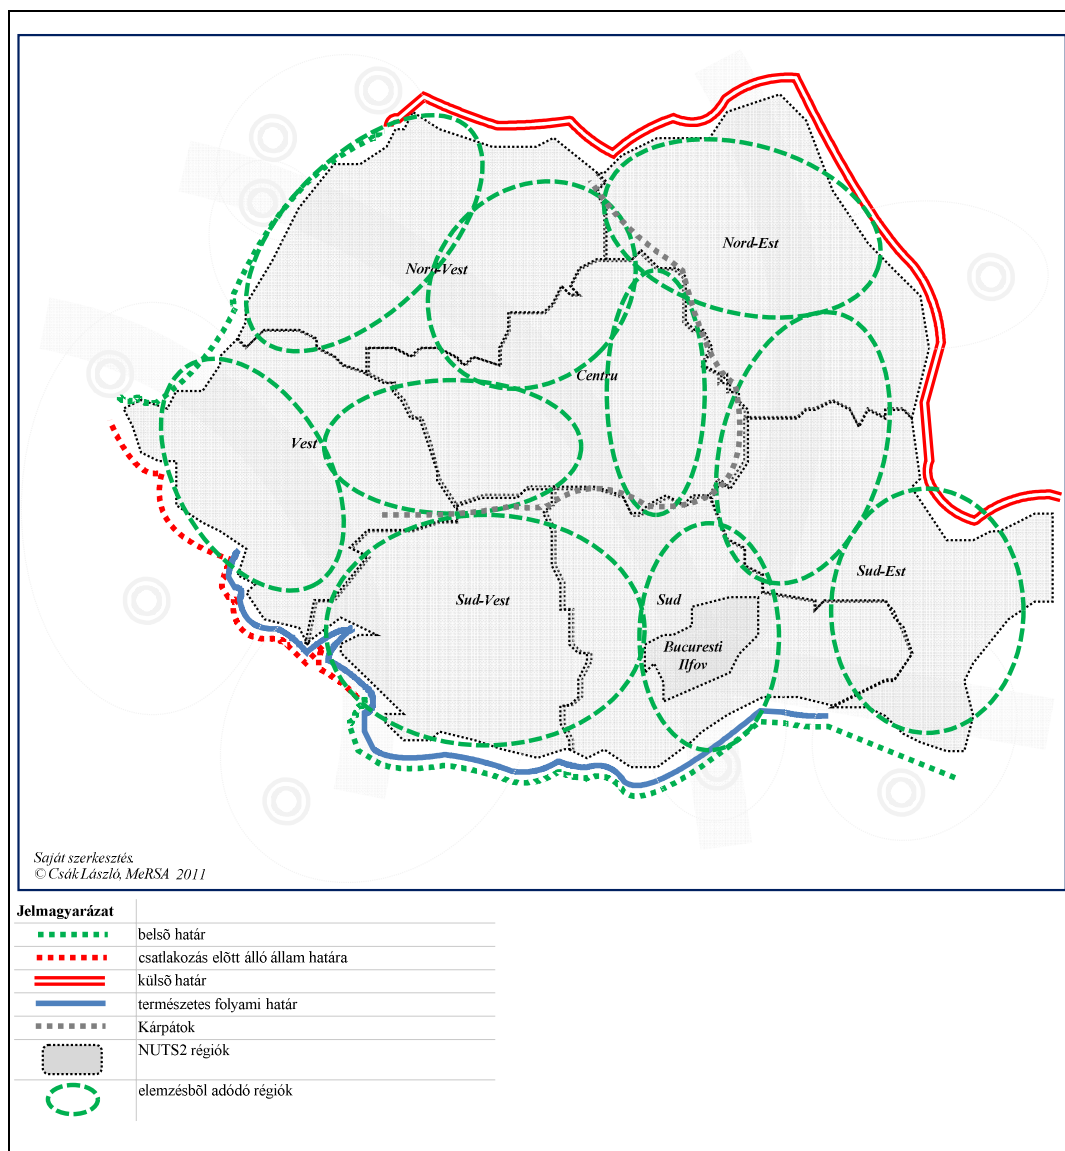 Nord-Vest
Nord-Est
Centru
Vest
Sud-Est
Sud-Vest
Sud
Bucuresti
Ilfov
Saját szerkesztés.
© Csák László, MeRSA 2011
Jelmagyarázat
belsõ határ
csatlakozás elõtt álló állam határa
külsõ határ
természetes folyami határ
Kárpátok
NUTS2 régiók
elemzésbõl adódó régiók